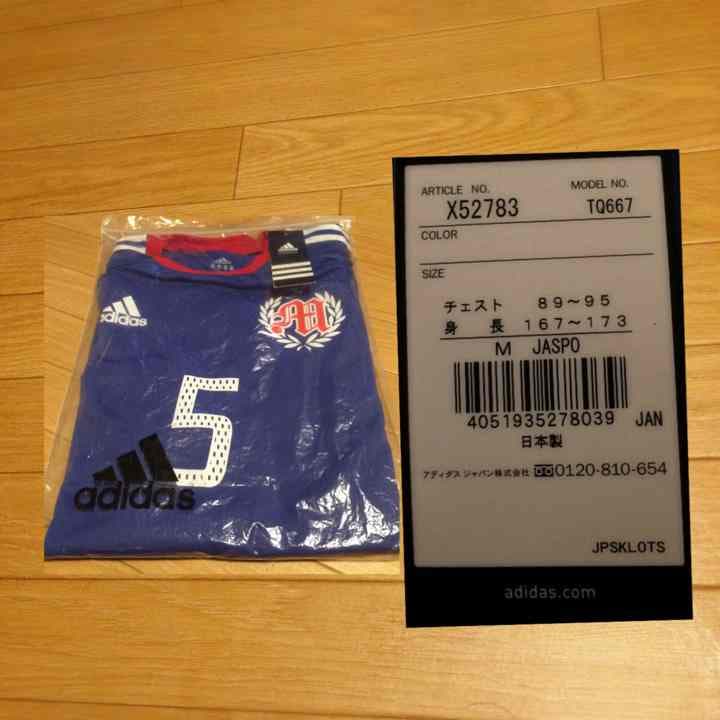 adidas
adidas
5
M
adidas
ARTICLE NO.
MODEL NO.
X52783
TQ667
COLOR
SIZE
チェスト 89~95
身長 167~173
M JASPO
4051935278039 JAN
日本製
アディダス ジャパン株式会社 0120-810-654
JPSKLOTS
adidas.com